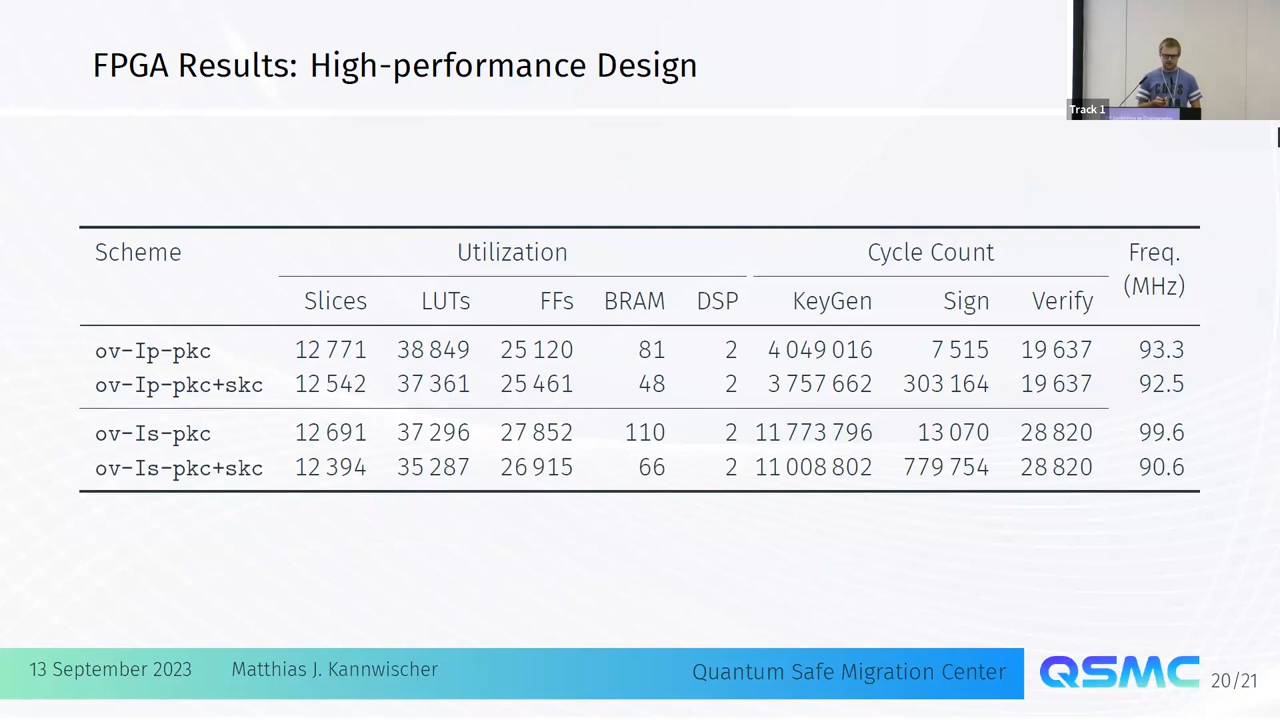 FPGA Results: High-performance Design
Track 1
Scheme Utilization Cycle Count Freq. (MHz)
Slices LUTs FFs BRAM DSP KeyGen Sign Verify
ov-Ip-pkc 12 771 38 849 25 120 81 2 4 049 016 7 515 19 637 93.3
ov-Ip-pkc+skc 12 542 37 361 25 461 48 2 3 757 662 303 164 19 637 92.5
ov-Is-pkc 12 691 37 296 27 852 110 2 11 773 796 13 070 28 820 99.6
ov-Is-pkc+skc 12 394 35 287 26 915 66 2 11 008 802 779 754 28 820 90.6
13 September 2023 Matthias J. Kannwischer Quantum Safe Migration Center QSMC 20/21